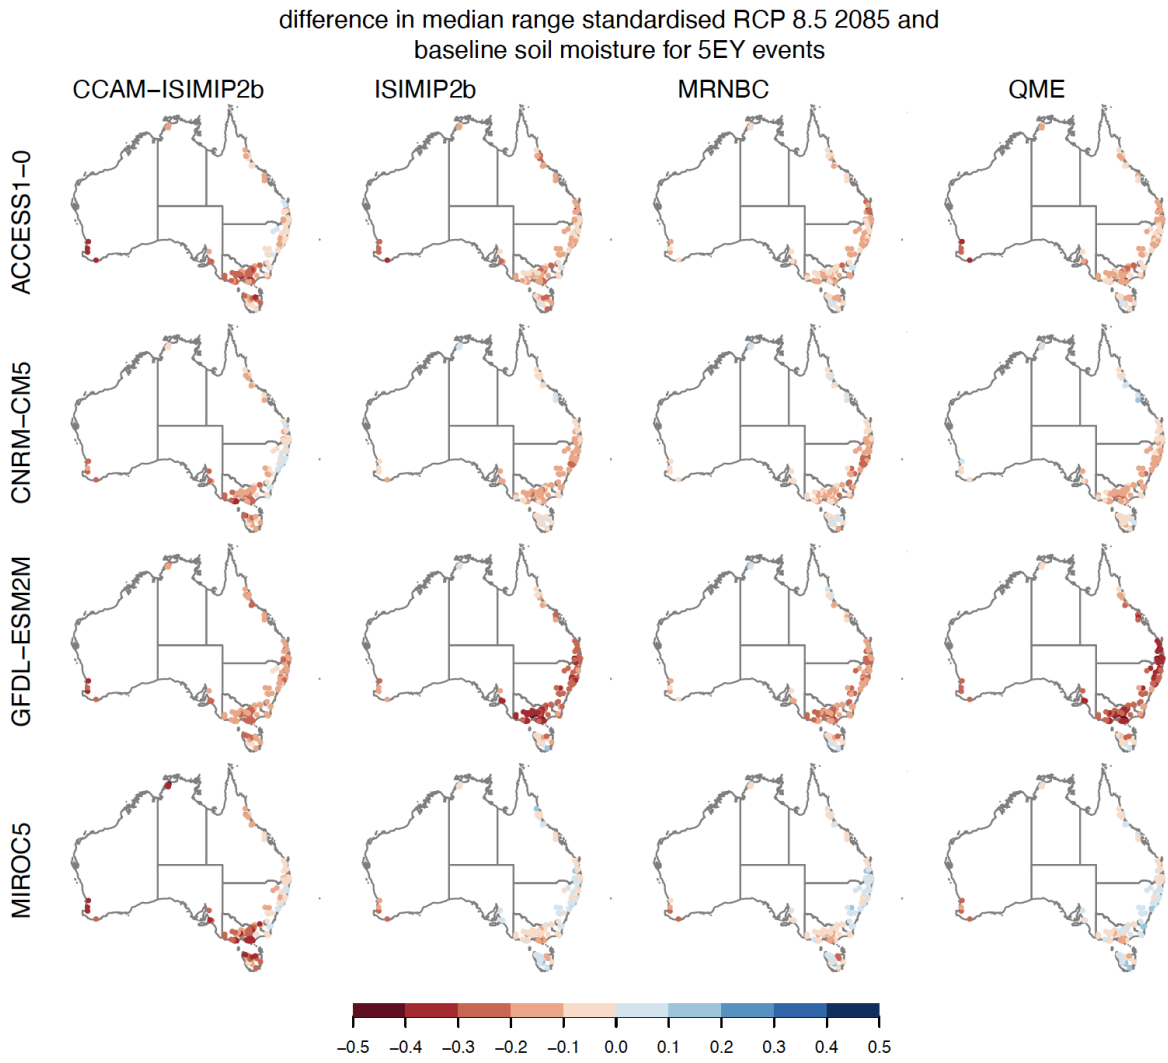 difference in median range standardised RCP 8.5 2085 and
baseline soil moisture for 5EY events
CCAM−ISIMIP2b ISIMIP2b MRNBC QME
ACCESS1−0
CNRM−CM5
GFDL−ESM2M
MIROC5
−0.5 −0.4 −0.3 −0.2 −0.1 0.0 0.1 0.2 0.3 0.4 0.5